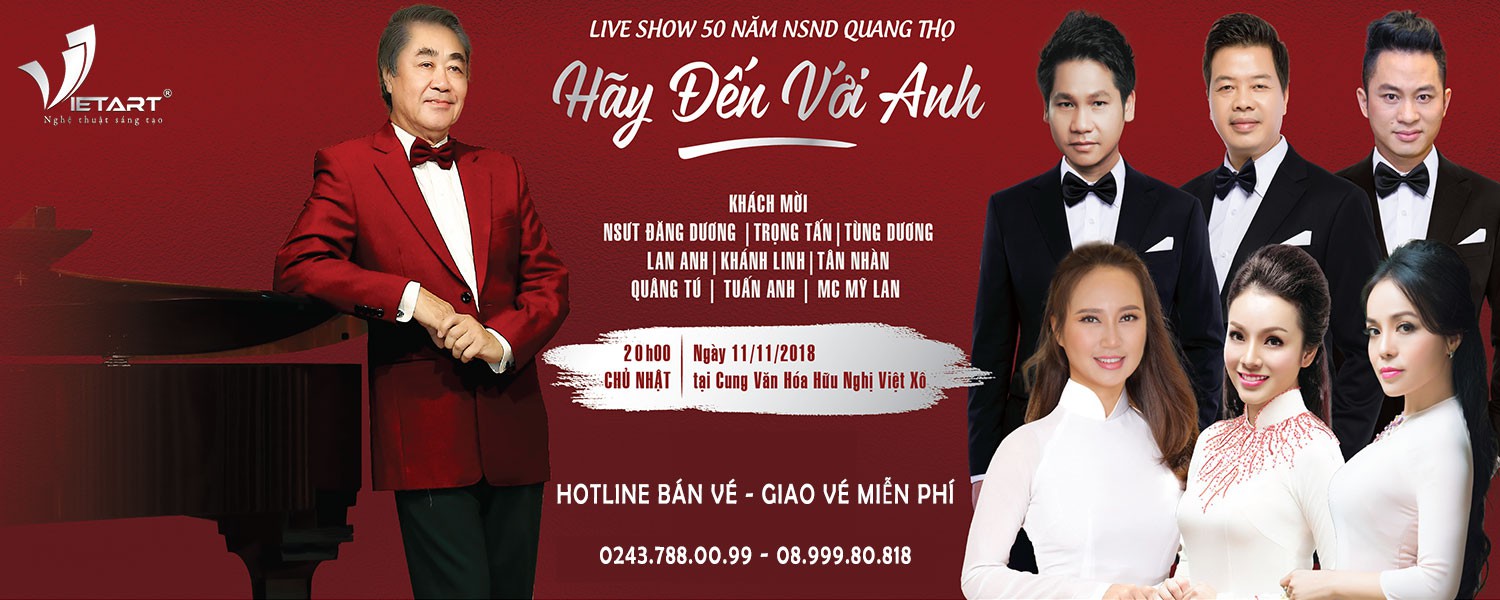 VIETART®
Nghệ thuật sáng tạo
LIVE SHOW 50 NĂM NSND QUANG THỌ
Hãy Đến Với Anh
KHÁCH MỜI
NSƯT ĐĂNG DƯƠNG | TRỌNG TẤN | TÙNG DƯƠNG
LAN ANH | KHÁNH LINH | TÂN NHÀN
QUÂNG TÚ | TUẤN ANH | MC MỸ LAN
20h00 | Ngày 11/11/2018
CHỦ NHẬT | tại Cung Văn Hóa Hữu Nghị Việt Xô
HOTLINE BÁN VÉ - GIAO VÉ MIỄN PHÍ
0243.788.00.99 - 08.999.80.818